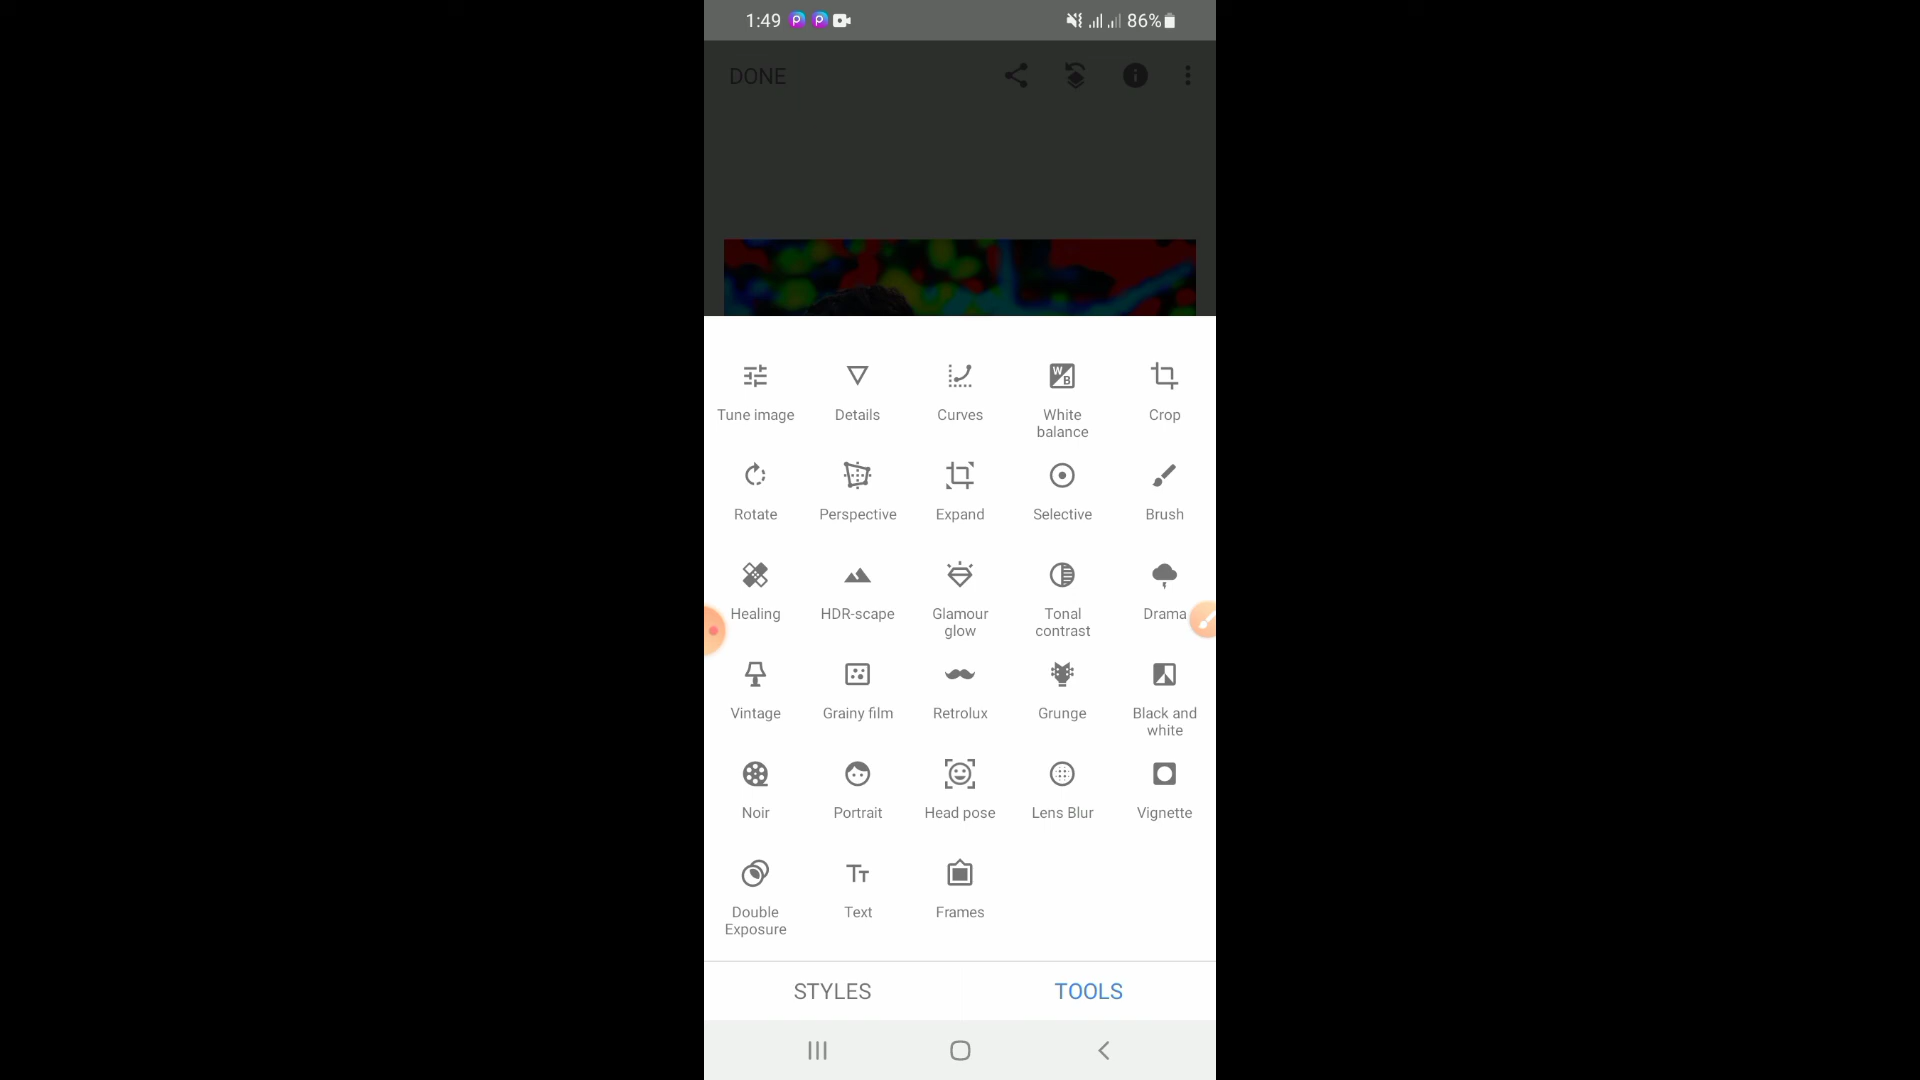 1:49 86%
DONE
Tune image Details Curves White balance Crop
Rotate Perspective Expand Selective Brush
Healing HDR-scape Glamour glow Tonal contrast Drama
Vintage Grainy film Retrolux Grunge Black and white
Noir Portrait Head pose Lens Blur Vignette
Double Exposure Text Frames
STYLES TOOLS